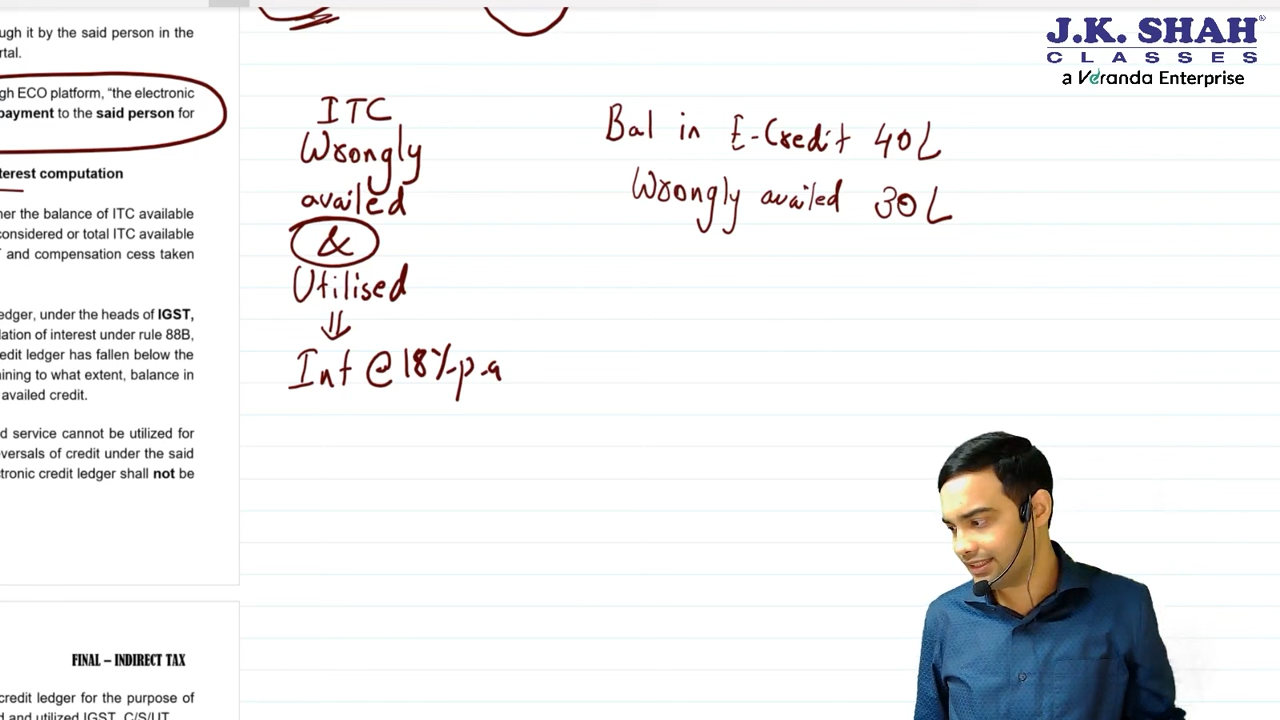 ugh it by the said person in the
rtal.
gh ECO platform, “the electronic
payment to the said person for
terest computation
her the balance of ITC available
considered or total ITC available
T and compensation cess taken
edger, under the heads of IGST,
lation of interest under rule 88B,
edit ledger has fallen below the
ining to what extent, balance in
availed credit.
d service cannot be utilized for
versals of credit under the said
tronic credit ledger shall not be
FINAL – INDIRECT TAX
credit ledger for the purpose of
d and utilized IGST, C/S/UT
ITC
Wrongly
availed
&
Utilised
⇓
Int @ 18% p.a
Bal in E-Credit 40L
Wrongly availed 30L
J.K. SHAH®
CLASSES
a Veranda Enterprise